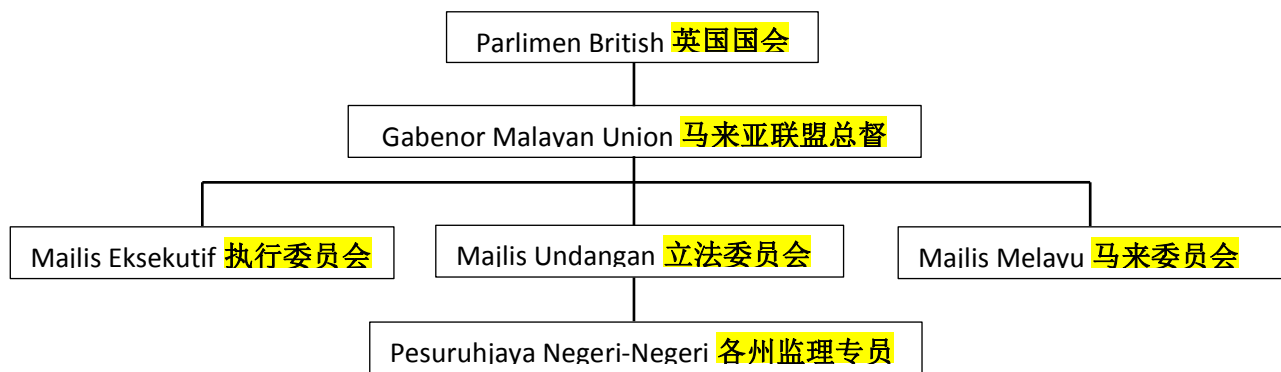 Parlimen British 英国国会
Gabenor Malayan Union 马来亚联盟总督
Majlis Eksekutif 执行委员会
Majlis Undangan 立法委员会
Majlis Melayu 马来委员会
Pesuruhjaya Negeri-Negeri 各州监理专员